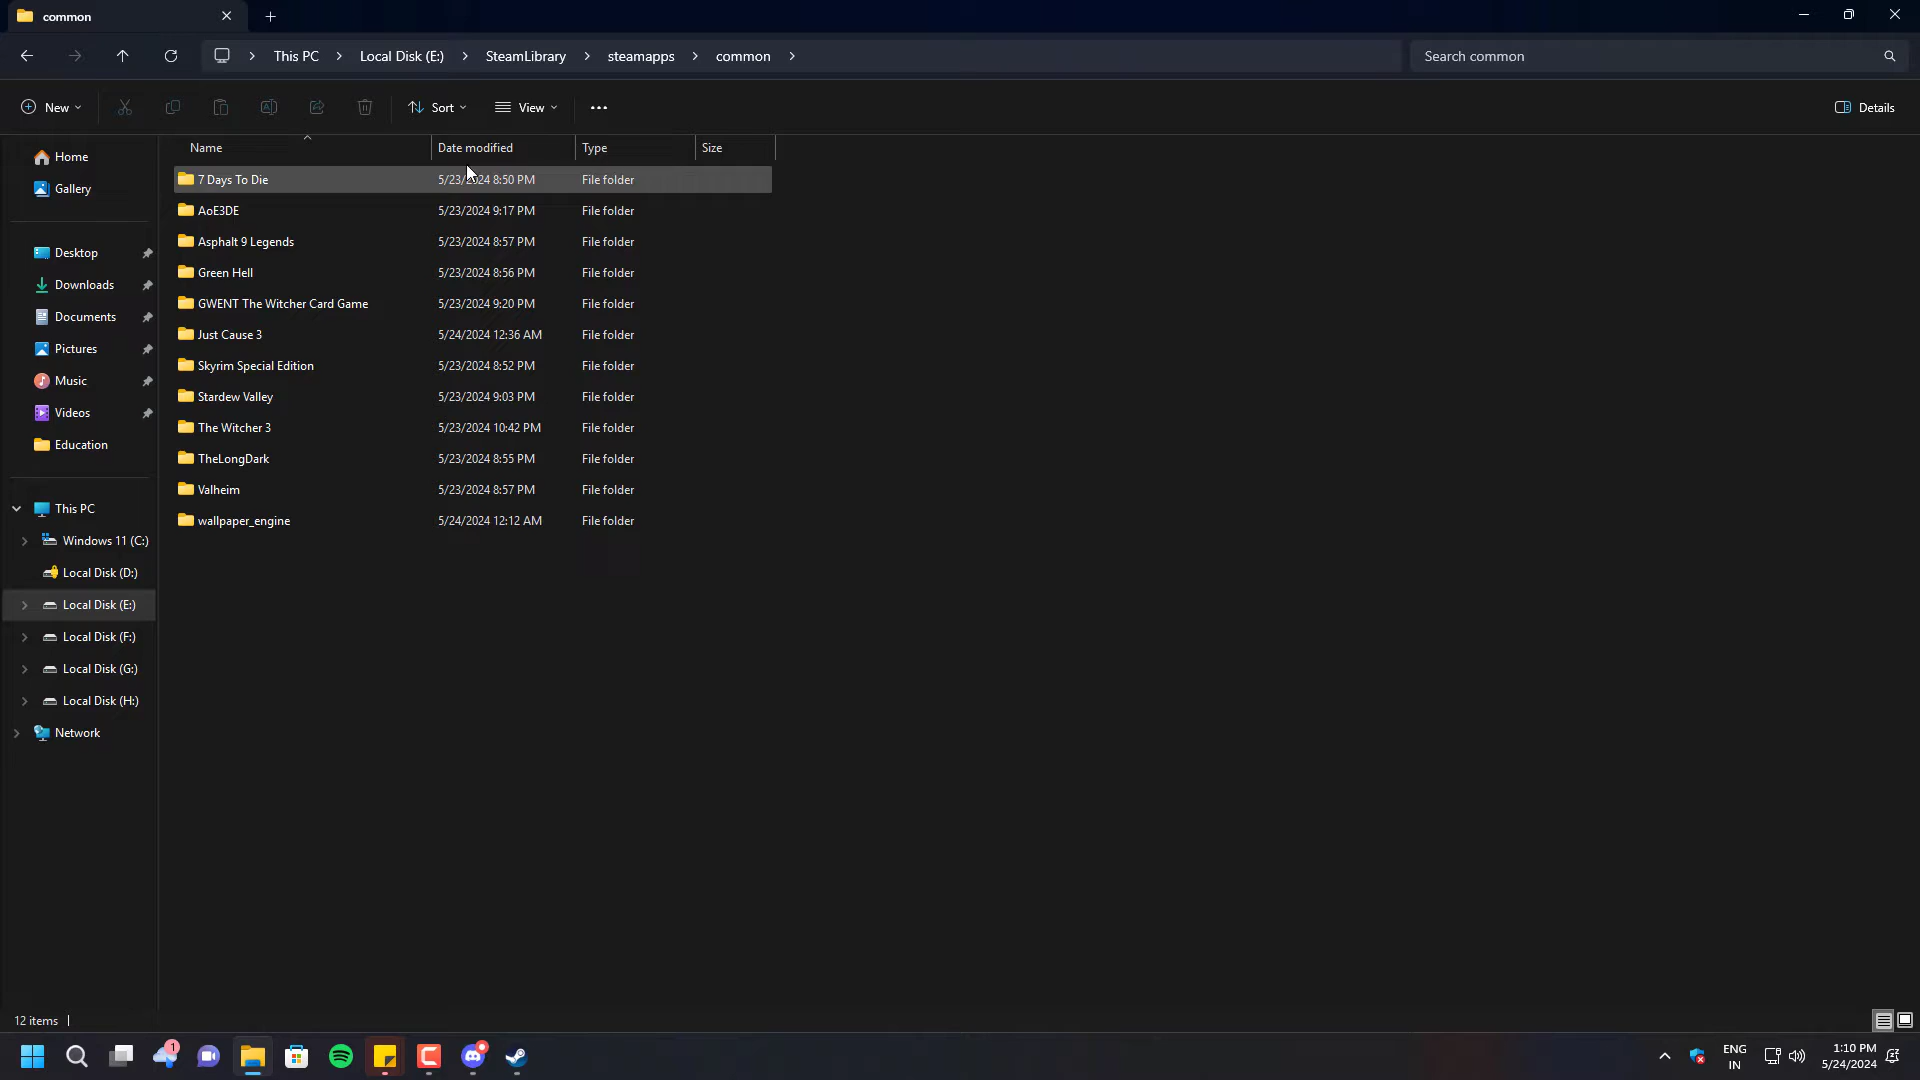 common
This PC > Local Disk (E:) > SteamLibrary > steamapps > common >
Search common
New
Sort
View
Details
Name Date modified Type Size
7 Days To Die 5/23/2024 8:50 PM File folder
AoE3DE 5/23/2024 9:17 PM File folder
Asphalt 9 Legends 5/23/2024 8:57 PM File folder
Green Hell 5/23/2024 8:56 PM File folder
GWENT The Witcher Card Game 5/23/2024 9:20 PM File folder
Just Cause 3 5/24/2024 12:36 AM File folder
Skyrim Special Edition 5/23/2024 8:52 PM File folder
Stardew Valley 5/23/2024 9:03 PM File folder
The Witcher 3 5/23/2024 10:42 PM File folder
TheLongDark 5/23/2024 8:55 PM File folder
Valheim 5/23/2024 8:57 PM File folder
wallpaper_engine 5/24/2024 12:12 AM File folder
Home
Gallery
Desktop
Downloads
Documents
Pictures
Music
Videos
Education
This PC
Windows 11 (C:)
Local Disk (D:)
Local Disk (E:)
Local Disk (F:)
Local Disk (G:)
Local Disk (H:)
Network
12 items
1
ENG
IN
1:10 PM
5/24/2024